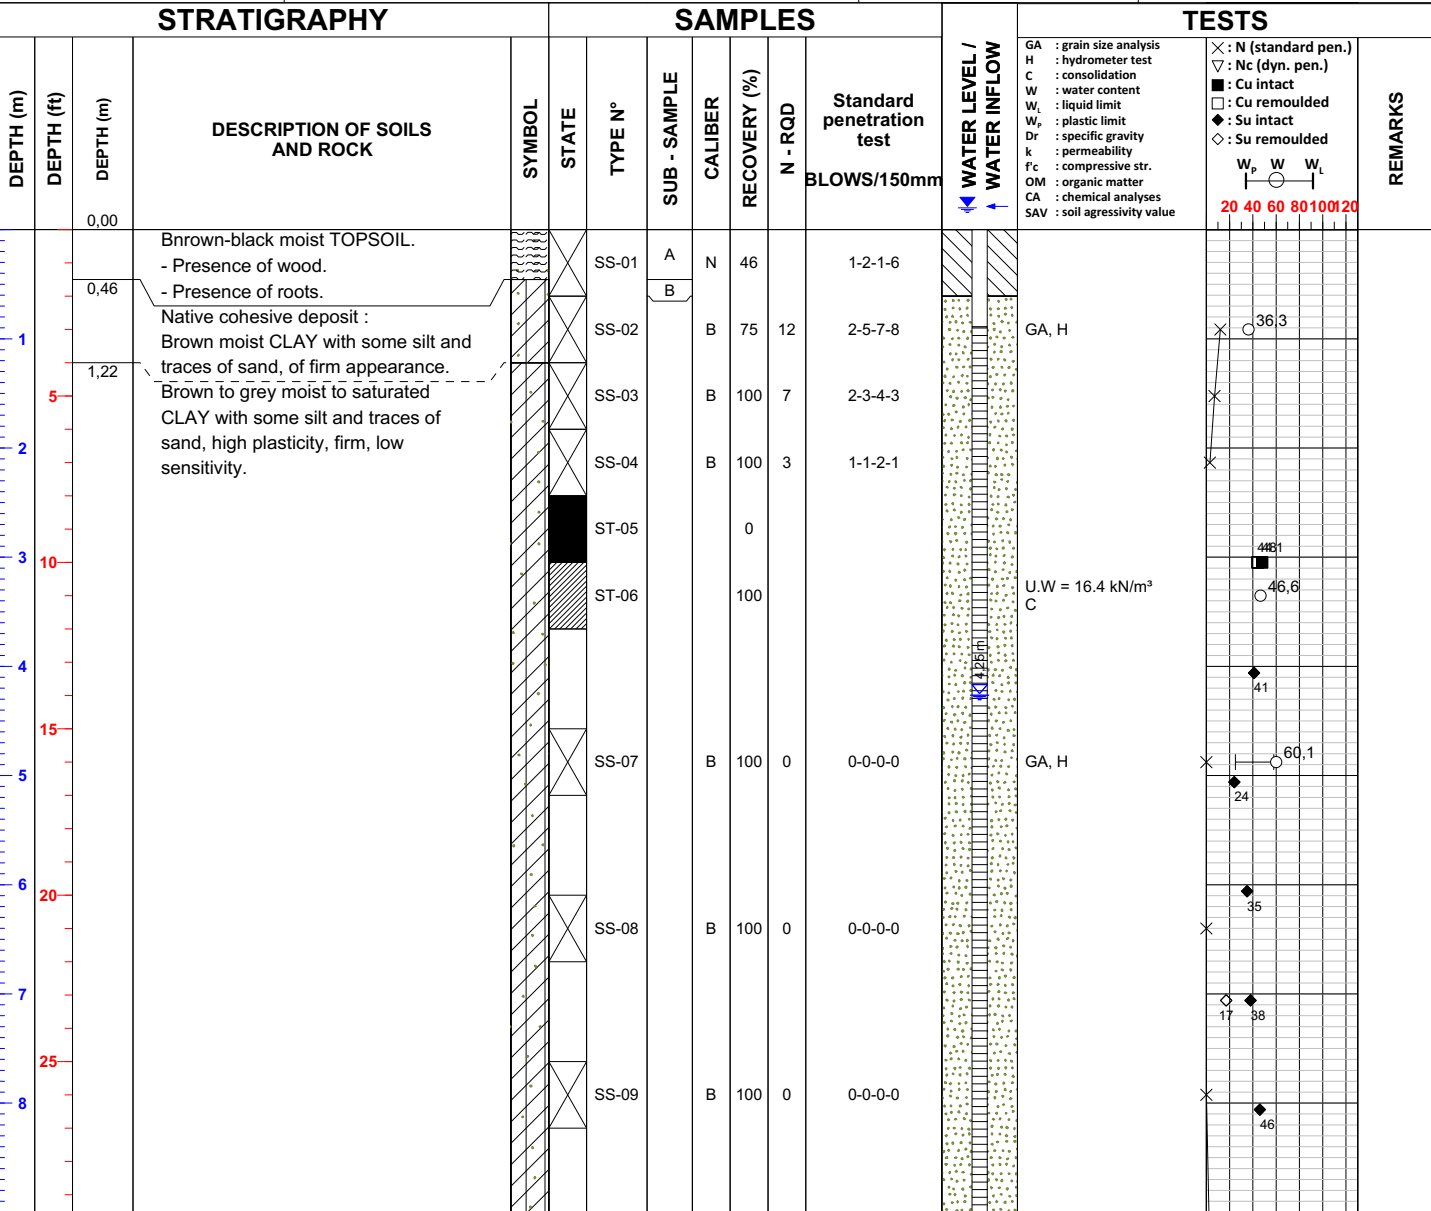 STRATIGRAPHY
SAMPLES
TESTS
DEPTH (m)
DEPTH (ft)
DEPTH (m)
0,00
DESCRIPTION OF SOILS
AND ROCK
SYMBOL
STATE
TYPE N°
SUB - SAMPLE
CALIBER
RECOVERY (%)
N - RQD
Standard
penetration
test
BLOWS/150mm
WATER LEVEL /
WATER INFLOW
GA : grain size analysis
H : hydrometer test
C : consolidation
W : water content
WL : liquid limit
WP : plastic limit
Dr : specific gravity
k : permeability
f'c : compressive str.
OM : organic matter
CA : chemical analyses
SAV : soil agressivity value
: N (standard pen.)
: Nc (dyn. pen.)
: Cu intact
: Cu remoulded
: Su intact
: Su remoulded
WP W WL
20 40 60 80 100 120
REMARKS
Bnrown-black moist TOPSOIL.
- Presence of wood.
- Presence of roots.
0,46
Native cohesive deposit :
Brown moist CLAY with some silt and
traces of sand, of firm appearance.
1,22
Brown to grey moist to saturated
CLAY with some silt and traces of
sand, high plasticity, firm, low
sensitivity.
1
2
3
4
5
6
7
8
5
10
15
20
25
SS-01 A N 46 1-2-1-6
B
SS-02 B 75 12 2-5-7-8 GA, H 36,3
SS-03 B 100 7 2-3-4-3
SS-04 B 100 3 1-1-2-1
ST-05 0
ST-06 100 U.W = 16.4 kN/m³ 46,6
C
4,25 m
41
SS-07 B 100 0 0-0-0-0 GA, H 60,1
24
35
SS-08 B 100 0 0-0-0-0
17 38
SS-09 B 100 0 0-0-0-0
46